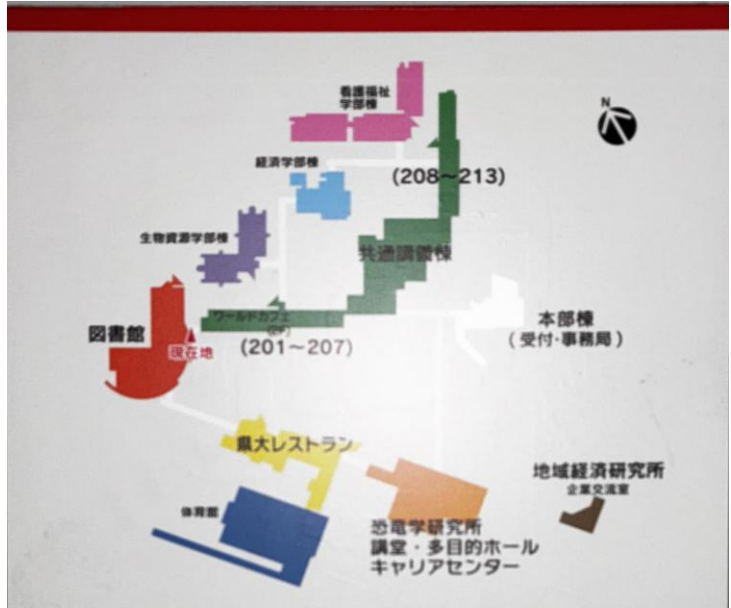 看護福祉
学部棟
N
経済学部棟
(208～213)
生物資源学部棟
共通講義棟
ワールドカフェ
(2F)
図書館
現在地
(201～207)
本部棟
(受付・事務局)
県大レストラン
地域経済研究所
企業交流室
体育館
恐竜学研究所
講堂・多目的ホール
キャリアセンター